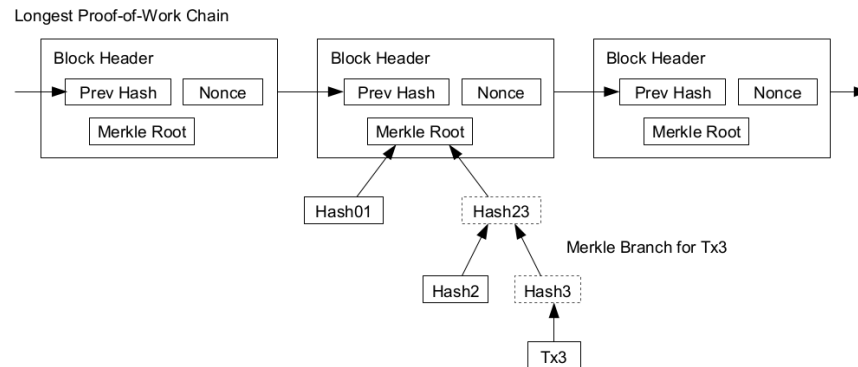 Longest Proof-of-Work Chain
Block Header
Block Header
Block Header
Prev Hash
Nonce
Prev Hash
Nonce
Prev Hash
Nonce
Merkle Root
Merkle Root
Merkle Root
Hash01
Hash23
Merkle Branch for Tx3
Hash2
Hash3
Tx3